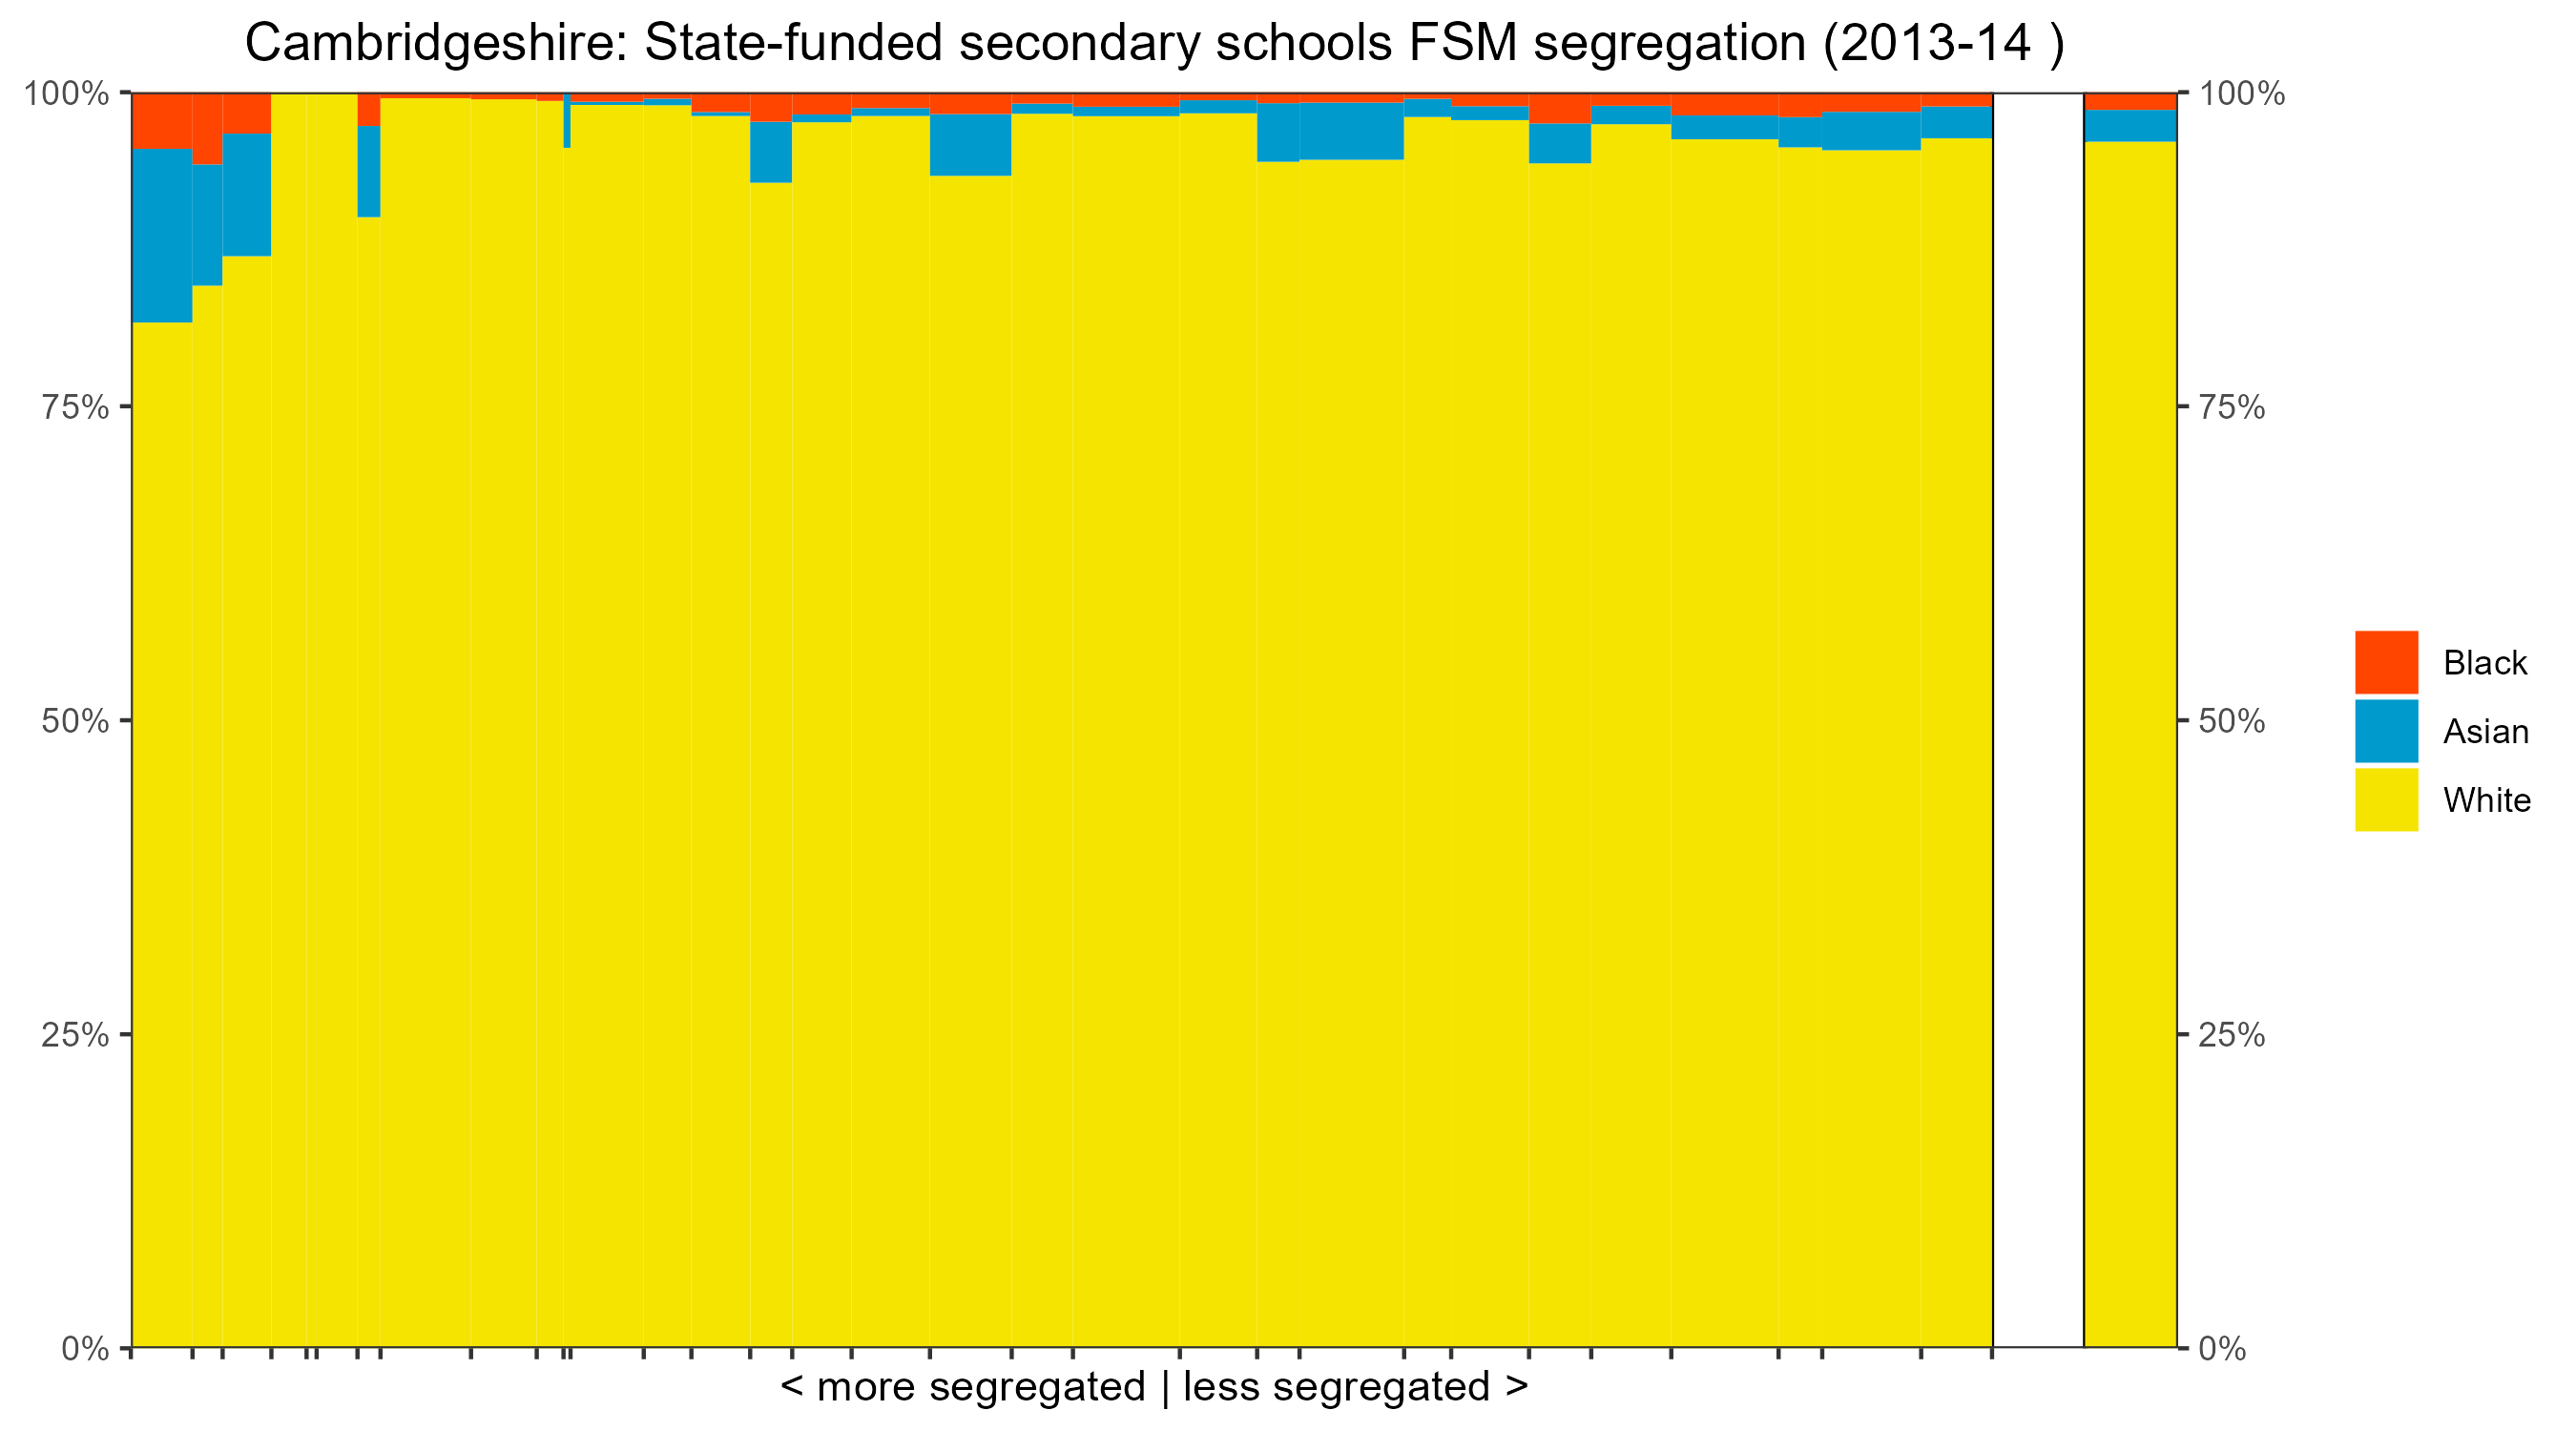 Cambridgeshire: State-funded secondary schools FSM segregation (2013-14 )
100%
75%
50%
25%
0%
100%
75%
50%
25%
0%
Black
Asian
White
< more segregated | less segregated >